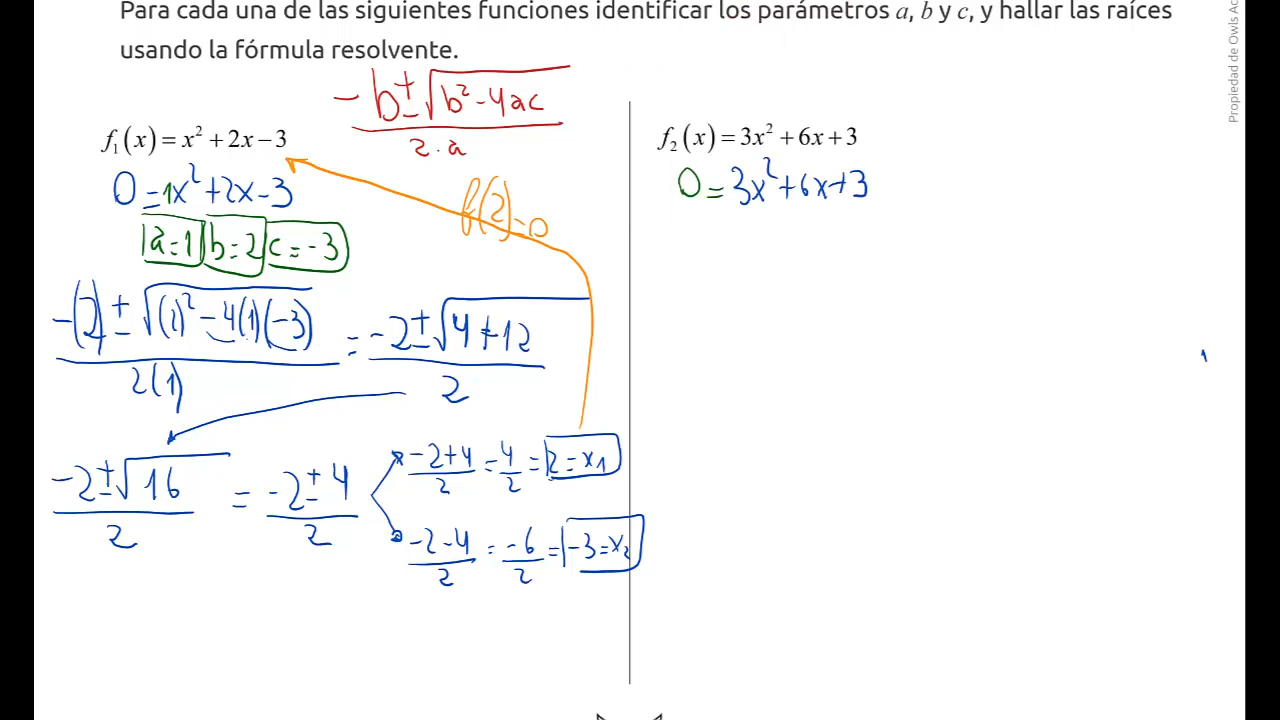 Para cada una de las siguientes funciones identificar los parámetros a, b y c, y hallar las raíces
usando la fórmula resolvente.
-b±√b²-4ac
2·a
f₁(x) = x² + 2x − 3
0=1x²+2x-3
a=1 b=2 c=-3
f(2)=0
-(2)±√(2)²-4(1)(-3) = -2±√4+12
2(1) 2
-2±√16 = -2±4
2 2
-2+4 = 4 = 2=x₁
2 2
-2-4 = -6 = -3=x₂
2 2
f₂(x) = 3x² + 6x + 3
0=3x²+6x+3
Propiedad de Owls Ac